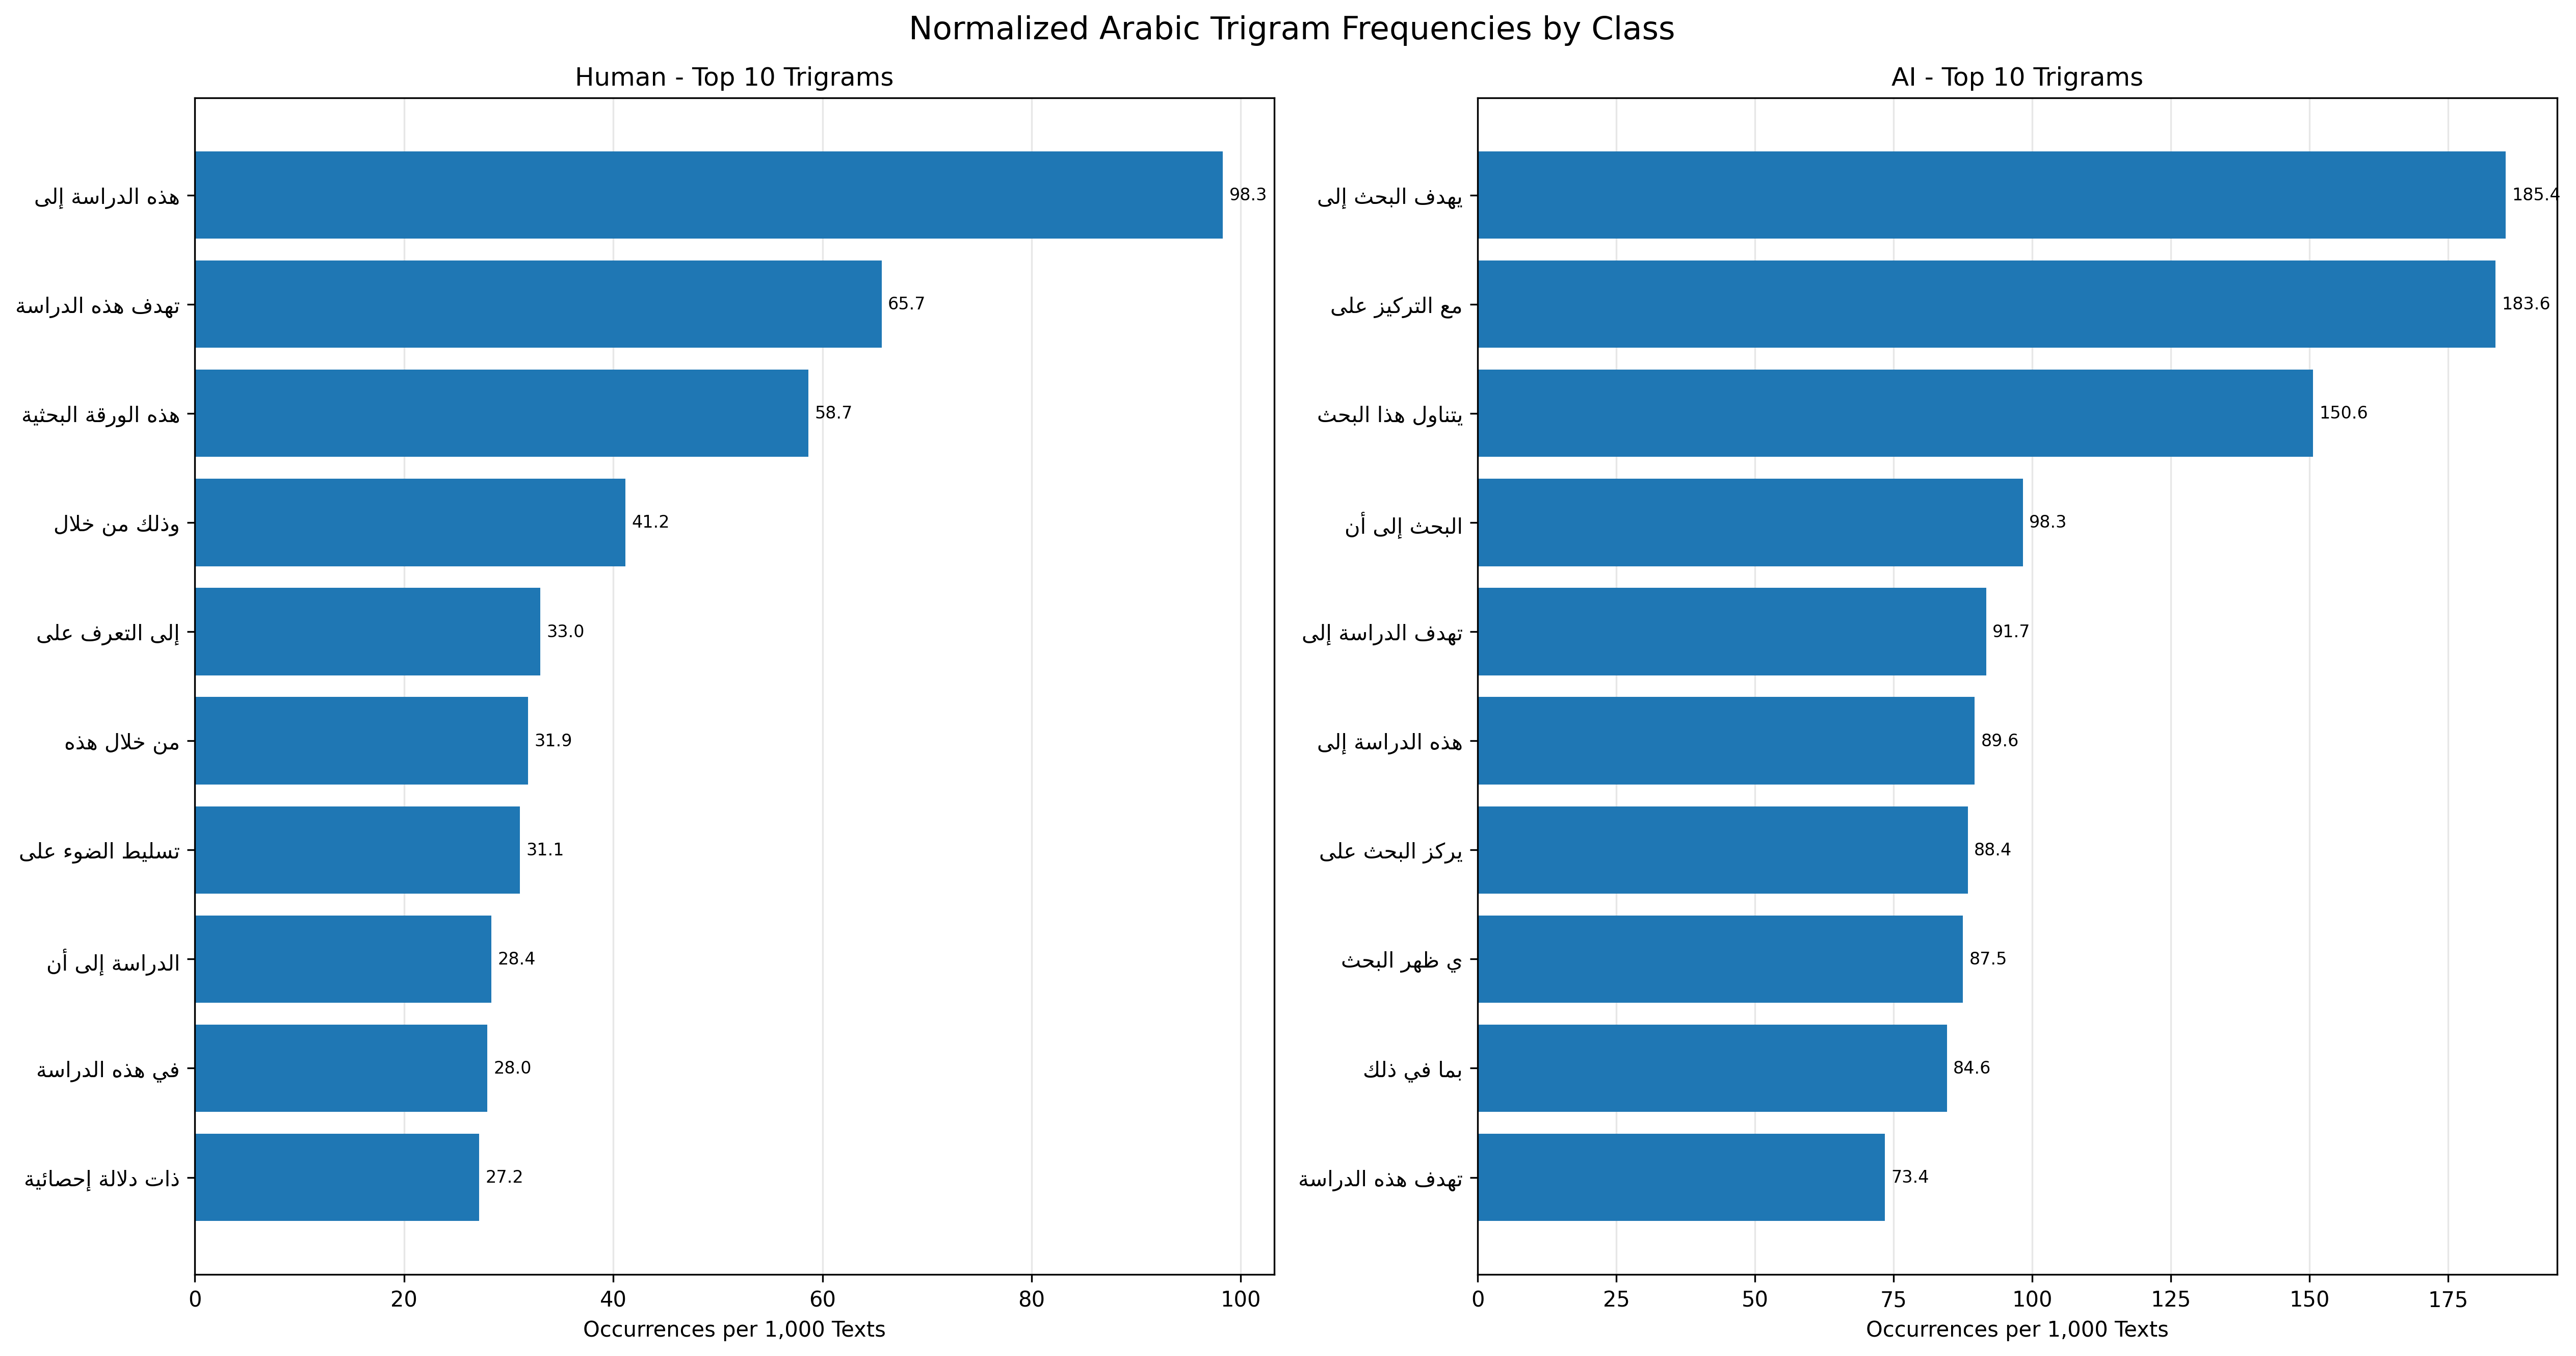 Normalized Arabic Trigram Frequencies by Class
Human - Top 10 Trigrams
هذه الدراسة إلى 98.3
تهدف هذه الدراسة 65.7
هذه الورقة البحثية 58.7
وذلك من خلال 41.2
إلى التعرف على 33.0
من خلال هذه 31.9
تسليط الضوء على 31.1
الدراسة إلى أن 28.4
في هذه الدراسة 28.0
ذات دلالة إحصائية 27.2
0 20 40 60 80 100
Occurrences per 1,000 Texts
AI - Top 10 Trigrams
يهدف البحث إلى 185.4
مع التركيز على 183.6
يتناول هذا البحث 150.6
البحث إلى أن 98.3
تهدف الدراسة إلى 91.7
هذه الدراسة إلى 89.6
يركز البحث على 88.4
ي ظهر البحث 87.5
بما في ذلك 84.6
تهدف هذه الدراسة 73.4
0 25 50 75 100 125 150 175
Occurrences per 1,000 Texts